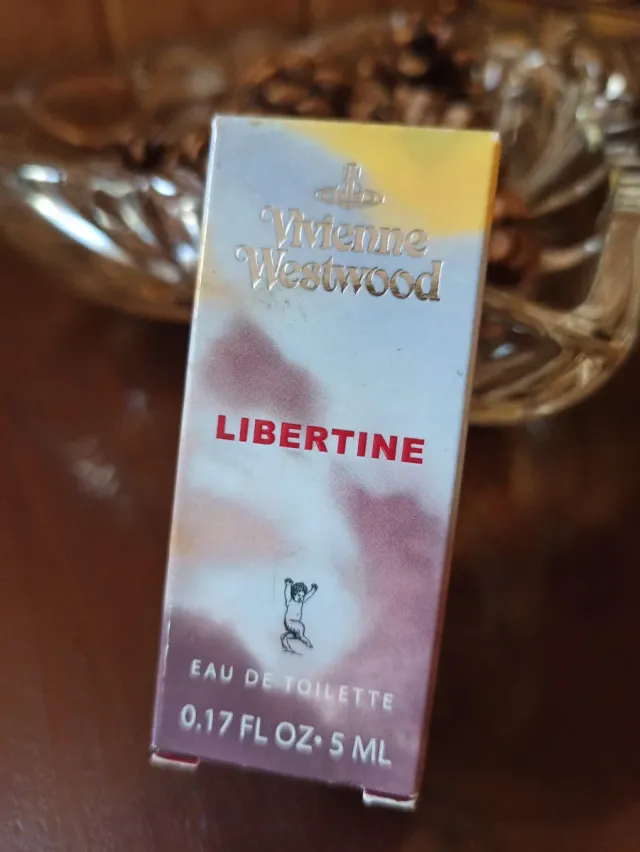 Vivienne
Westwood
LIBERTINE
EAU DE TOILETTE
0.17 FL OZ• 5 ML